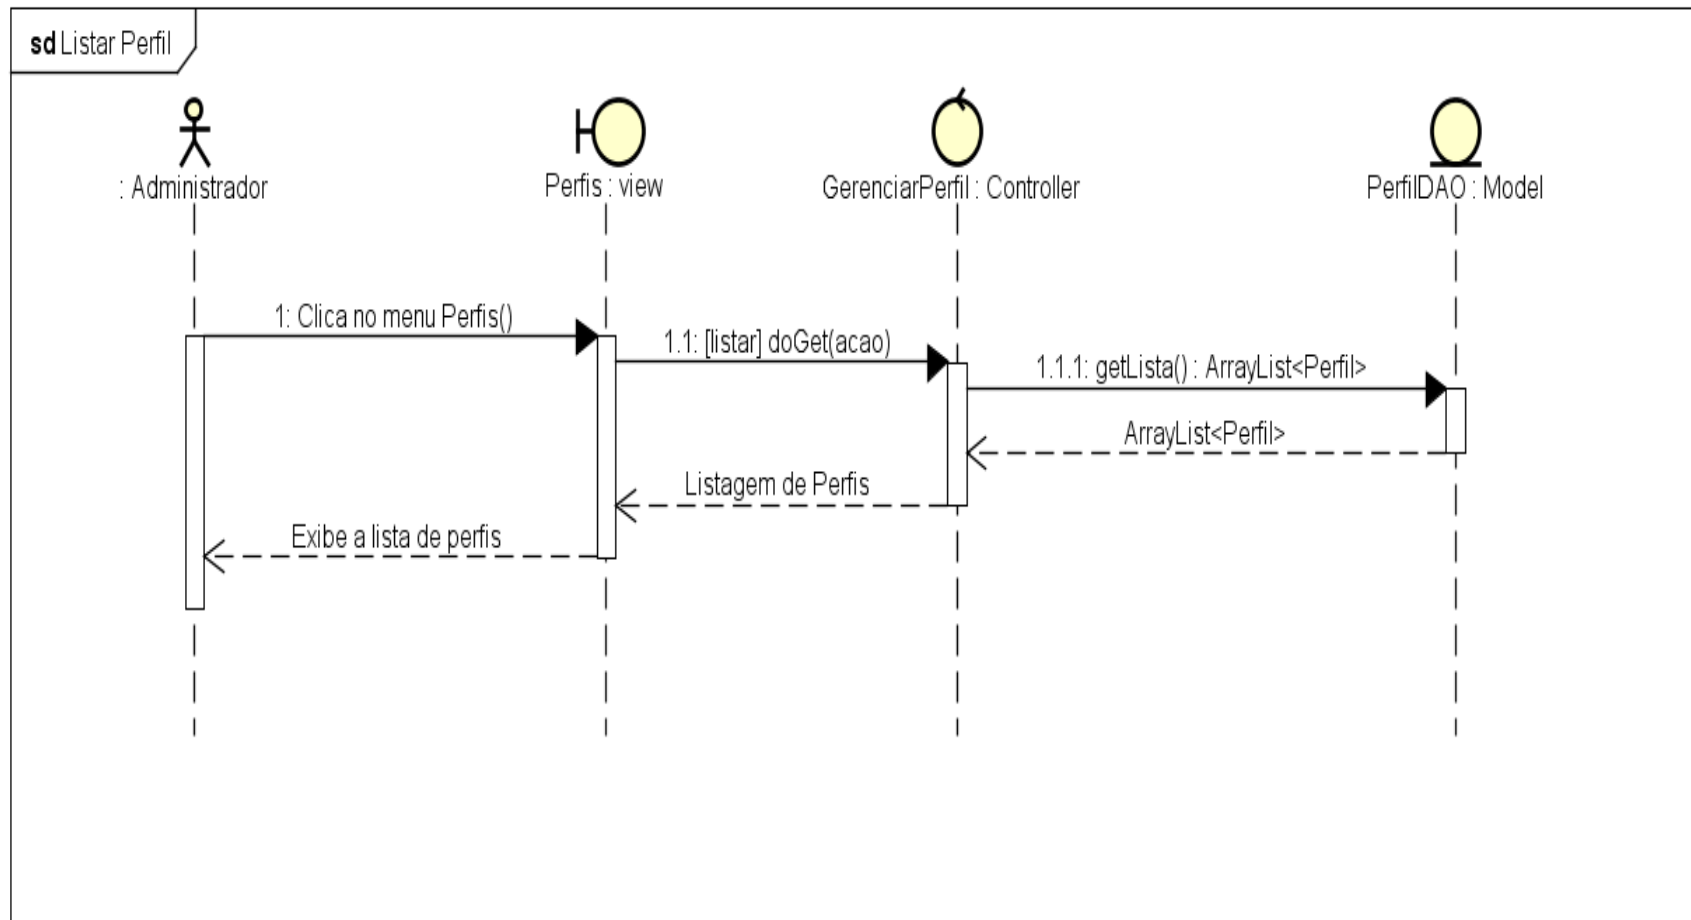 sd Listar Perfil
: Administrador
Perfis : view
GerenciarPerfil : Controller
PerfilDAO : Model
1: Clica no menu Perfis()
1.1: [listar] doGet(acao)
1.1.1: getLista() : ArrayList<Perfil>
ArrayList<Perfil>
Listagem de Perfis
Exibe a lista de perfis